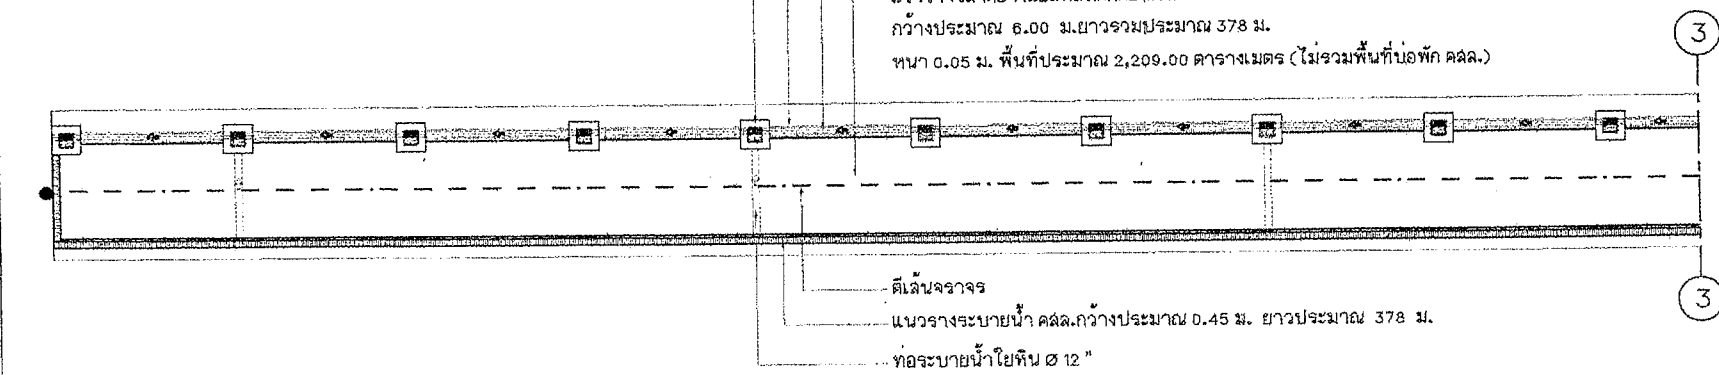 กว้างประมาณ 6.00 ม.ยาวรวมประมาณ 378 ม.
หนา 0.05 ม. พื้นที่ประมาณ 2,209.00 ตารางเมตร (ไม่รวมพื้นที่บ่อพัก คสล.)
3
ตีเส้นจราจร
แนวรางระบายน้ำ คสล.กว้างประมาณ 0.45 ม. ยาวประมาณ 378 ม.
3
ท่อระบายน้ำใยหิน Ø 12 "